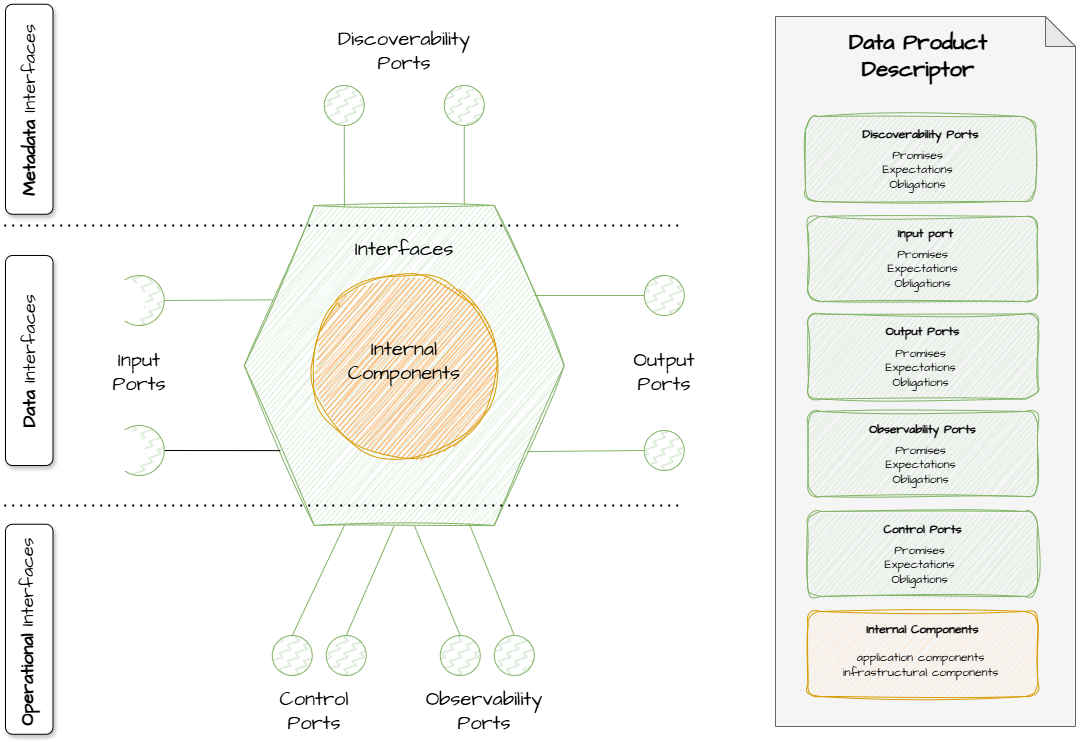 Metadata Interfaces
Discoverability
Ports
Interfaces
Data Interfaces
Input
Ports
Internal
Components
Output
Ports
Operational Interfaces
Control
Ports
Observability
Ports
Data Product
Descriptor
Discoverability Ports
Promises
Expectations
Obligations
Input port
Promises
Expectations
Obligations
Output Ports
Promises
Expectations
Obligations
Observability Ports
Promises
Expectations
Obligations
Control Ports
Promises
Expectations
Obligations
Internal Components
application components
infrastructural components